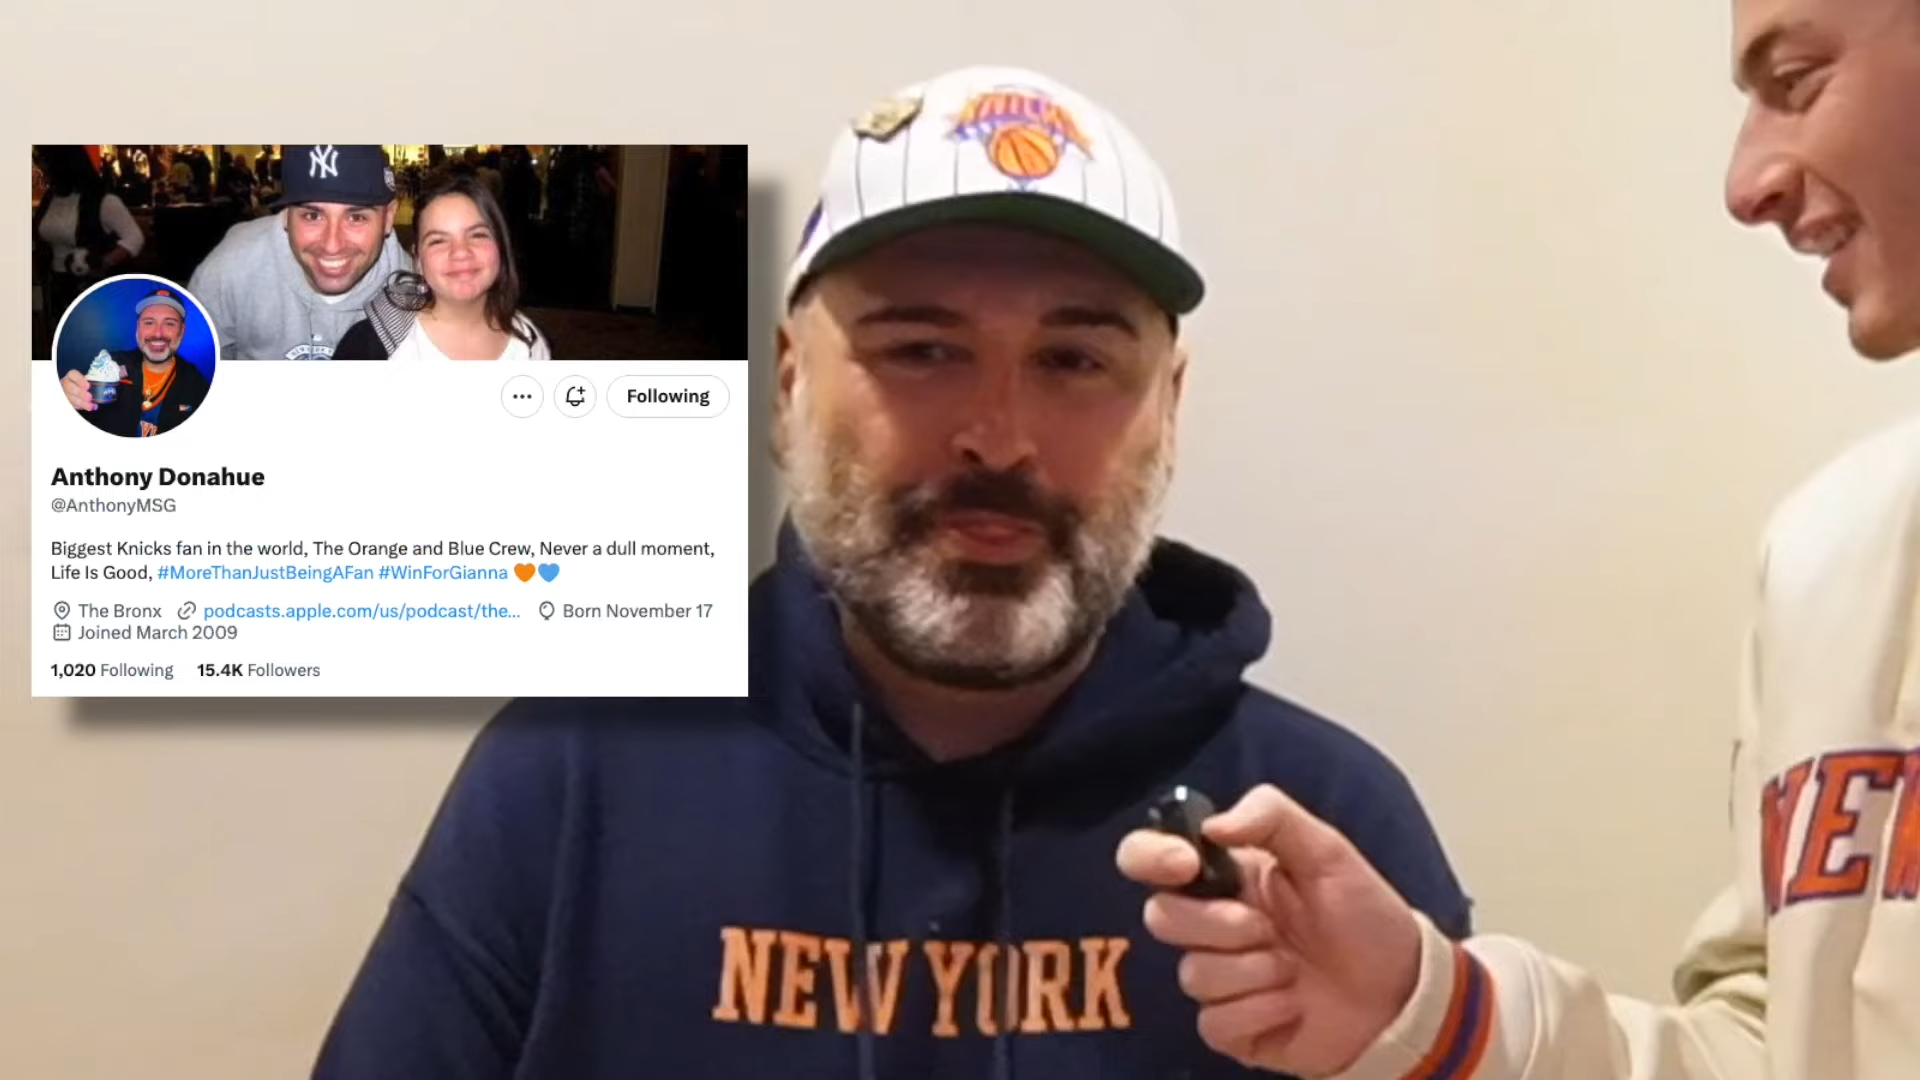 NY
KNICKS
Following
Anthony Donahue
@AnthonyMSG
Biggest Knicks fan in the world, The Orange and Blue Crew, Never a dull moment,
Life Is Good, #MoreThanJustBeingAFan #WinForGianna 🧡💙
The Bronx podcasts.apple.com/us/podcast/the... Born November 17
Joined March 2009
1,020 Following 15.4K Followers
NEW YORK
NEW